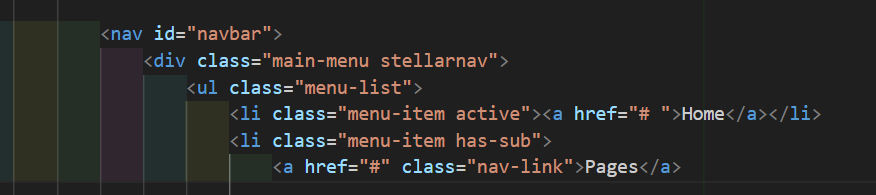 <nav id="navbar">
<div class="main-menu stellarnav">
<ul class="menu-list">
<li class="menu-item active"><a href="# ">Home</a></li>
<li class="menu-item has-sub">
<a href="#" class="nav-link">Pages</a>